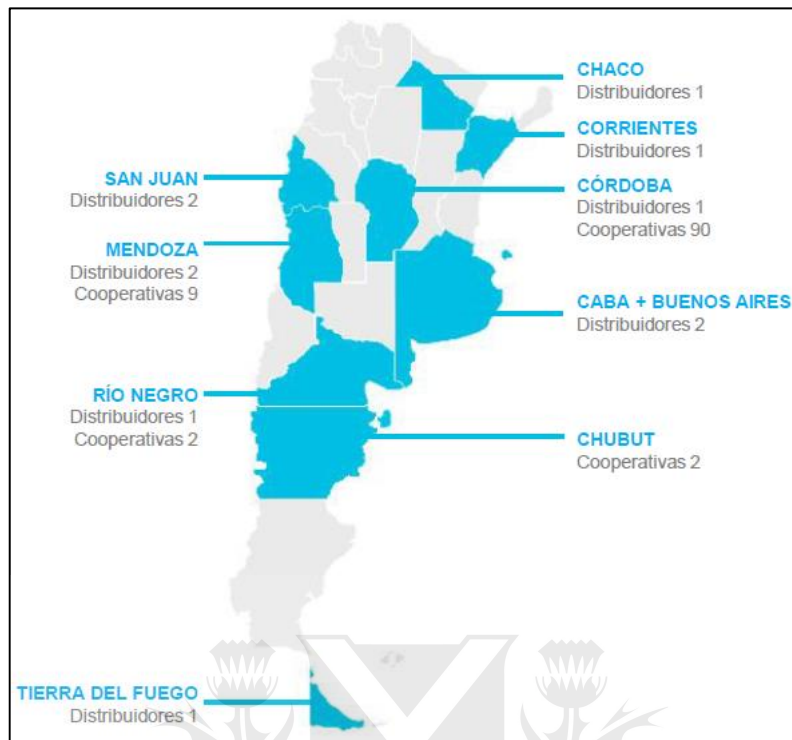 CHACO
Distribuidores 1
CORRIENTES
Distribuidores 1
SAN JUAN
Distribuidores 2
CÓRDOBA
Distribuidores 1
Cooperativas 90
MENDOZA
Distribuidores 2
Cooperativas 9
CABA + BUENOS AIRES
Distribuidores 2
RÍO NEGRO
Distribuidores 1
Cooperativas 2
CHUBUT
Cooperativas 2
TIERRA DEL FUEGO
Distribuidores 1